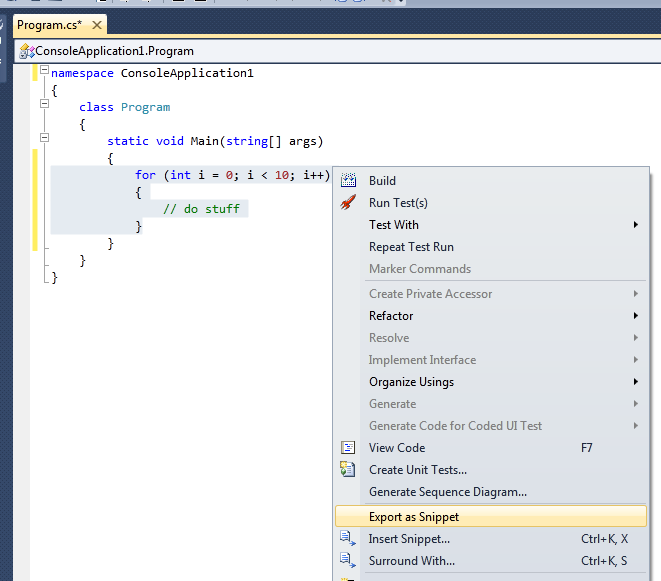 Program.cs*
ConsoleApplication1.Program
namespace ConsoleApplication1
{
class Program
{
static void Main(string[] args)
{
for (int i = 0; i < 10; i++)
{
// do stuff
}
}
}
}
Build
Run Test(s)
Test With
Repeat Test Run
Marker Commands
Create Private Accessor
Refactor
Resolve
Implement Interface
Organize Usings
Generate
Generate Code for Coded UI Test
View Code F7
Create Unit Tests...
Generate Sequence Diagram...
Export as Snippet
Insert Snippet... Ctrl+K, X
Surround With... Ctrl+K, S